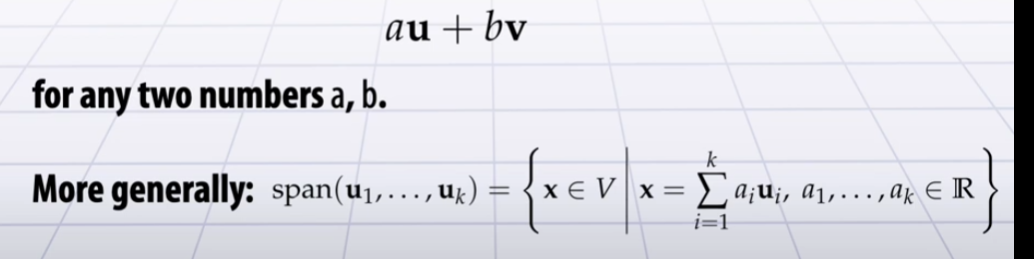 au + bv
for any two numbers a, b.
More generally: span(u₁, . . . , uₖ) = { x ∈ V | x = ∑ᵢ₌₁ᵏ aᵢuᵢ, a₁, . . . , aₖ ∈ ℝ }